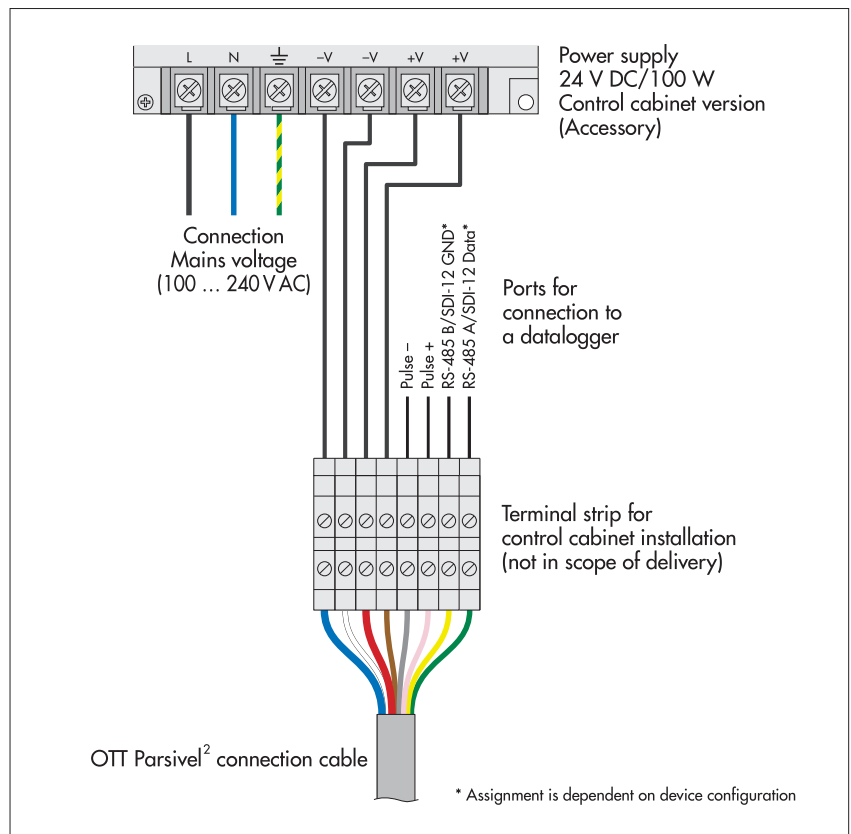 L N –V –V +V +V
Power supply
24 V DC/100 W
Control cabinet version
(Accessory)
Connection
Mains voltage
(100 … 240 V AC)
Pulse –
Pulse +
RS-485 B/SDI-12 GND*
RS-485 A/SDI-12 Data*
Ports for
connection to
a datalogger
Terminal strip for
control cabinet installation
(not in scope of delivery)
OTT Parsivel² connection cable
* Assignment is dependent on device configuration